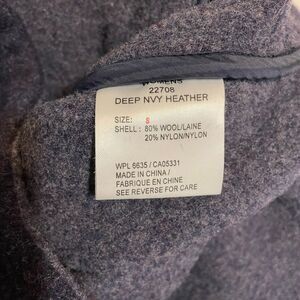 WOMENS
22708
DEEP NVY HEATHER
SIZE: 8
SHELL: 80% WOOL/LAINE
20% NYLON/NYLON
WPL 6635 / CA05331
MADE IN CHINA /
FABRIQUE EN CHINE
SEE REVERSE FOR CARE